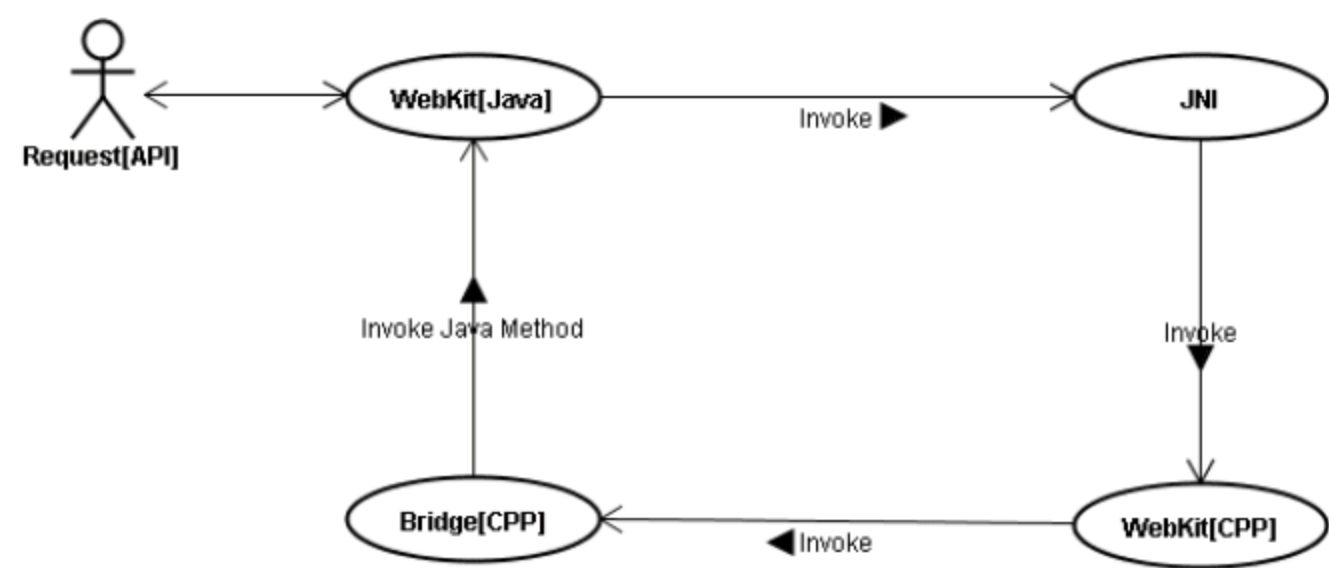 WebKit[Java]
JNI
Invoke
Request[API]
Invoke Java Method
Invoke
Bridge[CPP]
WebKit[CPP]
Invoke